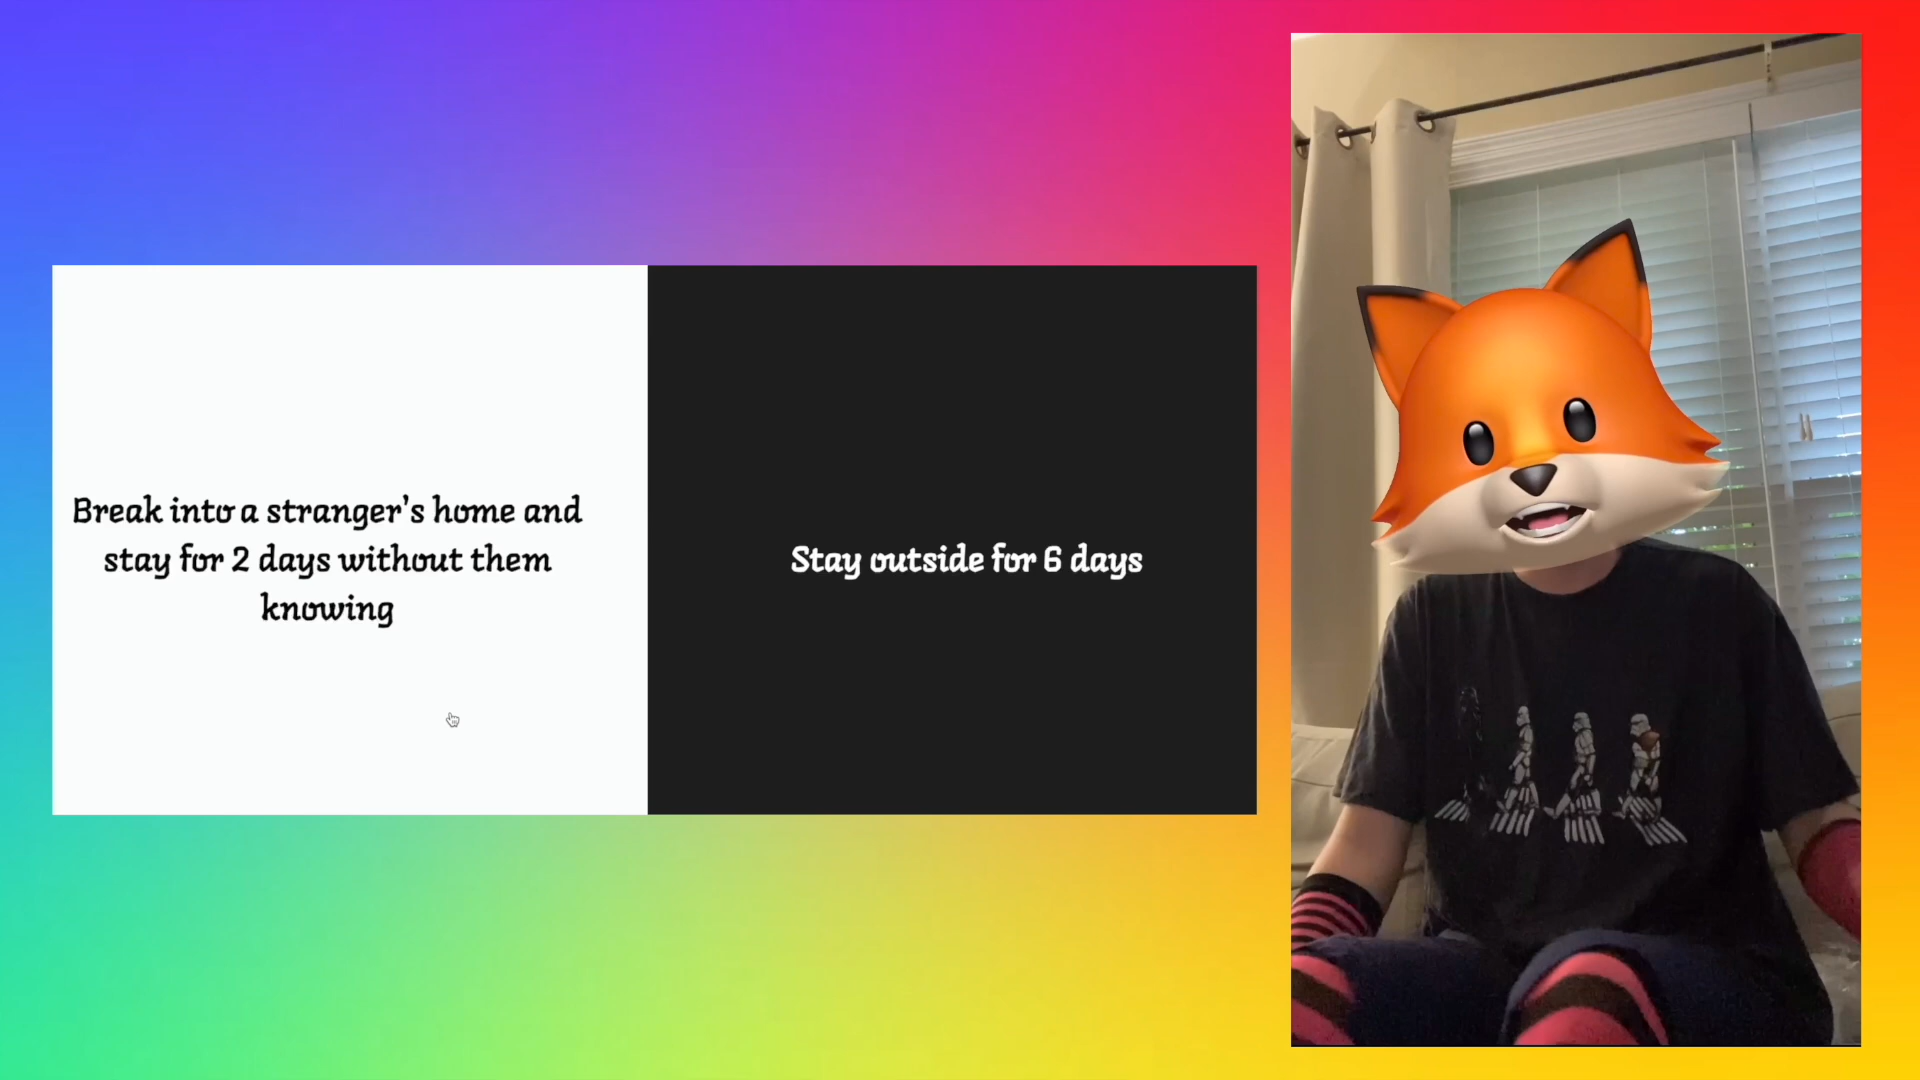 Break into a stranger's home and
stay for 2 days without them
knowing
Stay outside for 6 days